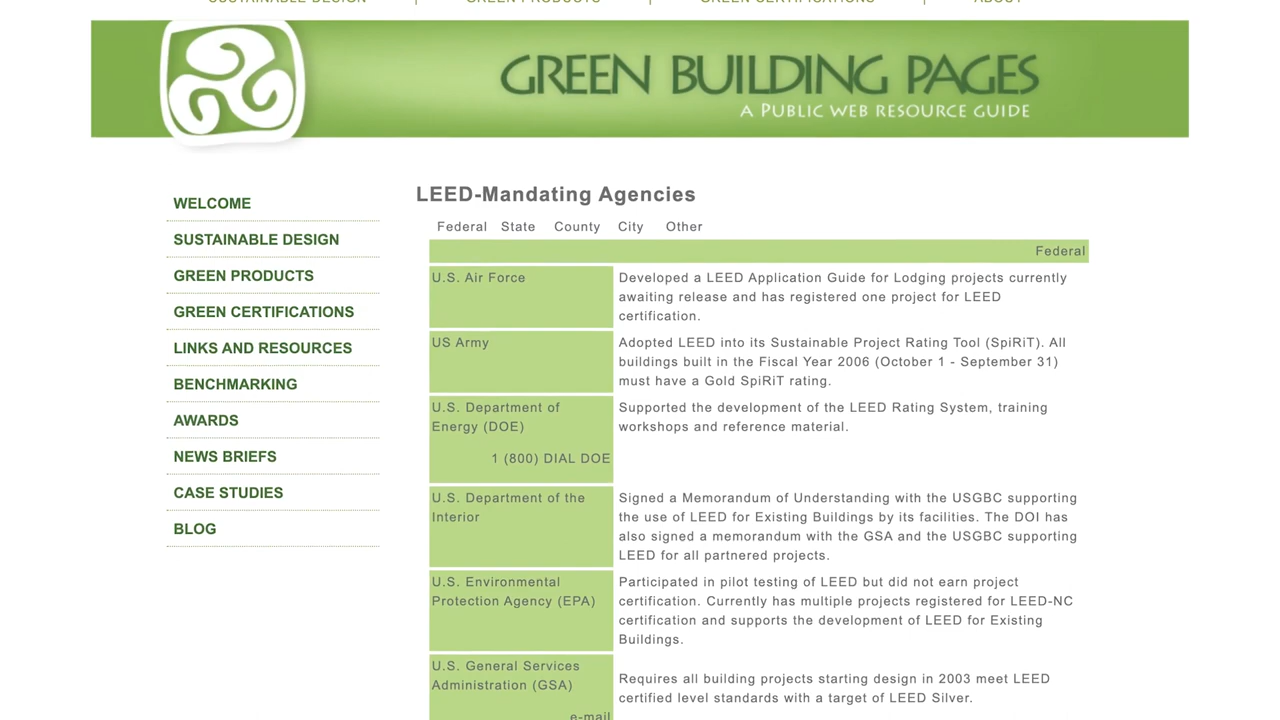 SUSTAINABLE DESIGN | GREEN PRODUCTS | GREEN CERTIFICATIONS | ABOUT
GREEN BUILDING PAGES
A PUBLIC WEB RESOURCE GUIDE
WELCOME
SUSTAINABLE DESIGN
GREEN PRODUCTS
GREEN CERTIFICATIONS
LINKS AND RESOURCES
BENCHMARKING
AWARDS
NEWS BRIEFS
CASE STUDIES
BLOG
LEED-Mandating Agencies
Federal State County City Other
Federal
U.S. Air Force
Developed a LEED Application Guide for Lodging projects currently
awaiting release and has registered one project for LEED
certification.
US Army
Adopted LEED into its Sustainable Project Rating Tool (SpiRiT). All
buildings built in the Fiscal Year 2006 (October 1 - September 31)
must have a Gold SpiRiT rating.
U.S. Department of
Energy (DOE)
1 (800) DIAL DOE
Supported the development of the LEED Rating System, training
workshops and reference material.
U.S. Department of the
Interior
Signed a Memorandum of Understanding with the USGBC supporting
the use of LEED for Existing Buildings by its facilities. The DOI has
also signed a memorandum with the GSA and the USGBC supporting
LEED for all partnered projects.
U.S. Environmental
Protection Agency (EPA)
Participated in pilot testing of LEED but did not earn project
certification. Currently has multiple projects registered for LEED-NC
certification and supports the development of LEED for Existing
Buildings.
U.S. General Services
Administration (GSA)
e-mail
Requires all building projects starting design in 2003 meet LEED
certified level standards with a target of LEED Silver.